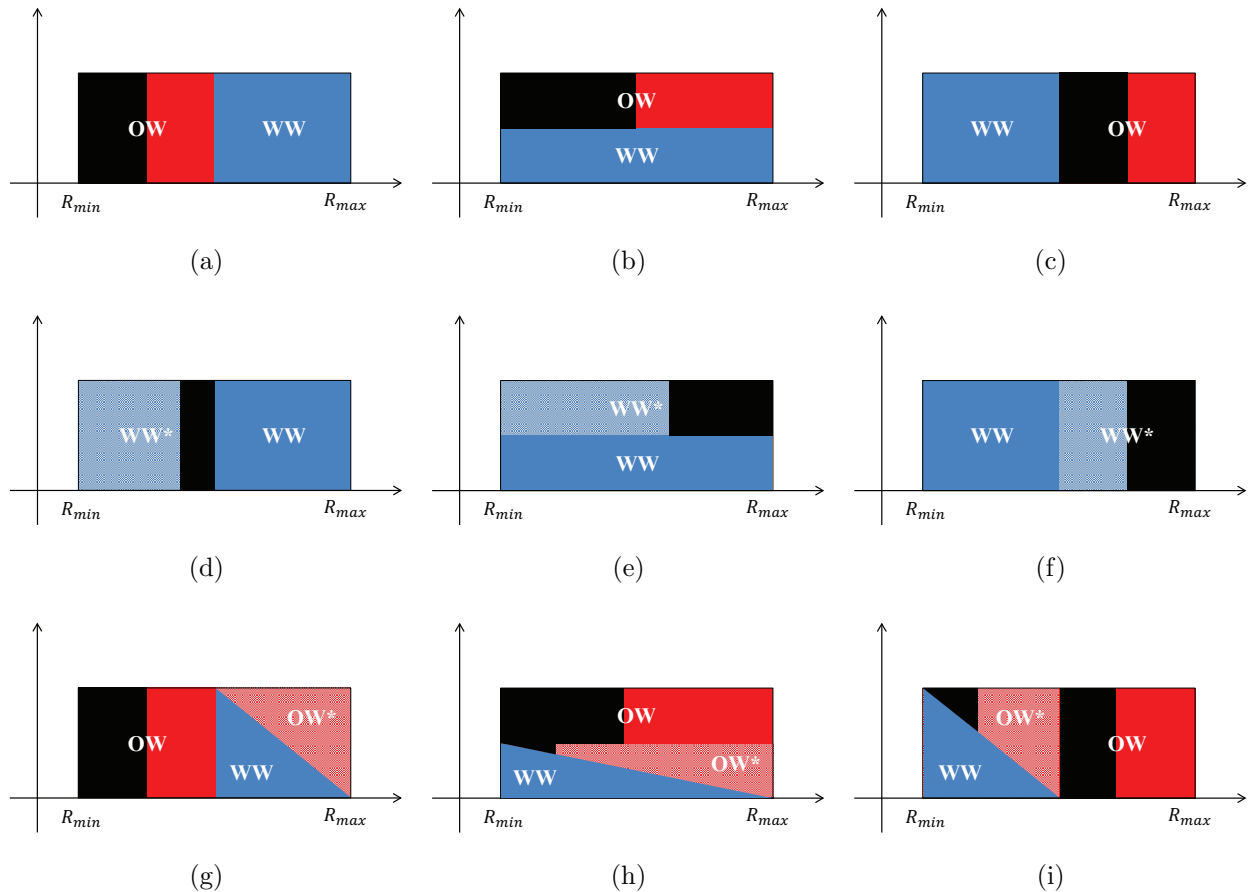 OW WW
R_min R_max
(a)
OW
WW
R_min R_max
(b)
WW OW
R_min R_max
(c)
WW* WW
R_min R_max
(d)
WW*
WW
R_min R_max
(e)
WW WW*
R_min R_max
(f)
OW*
OW
WW
R_min R_max
(g)
OW
OW*
WW
R_min R_max
(h)
OW*
OW
WW
R_min R_max
(i)